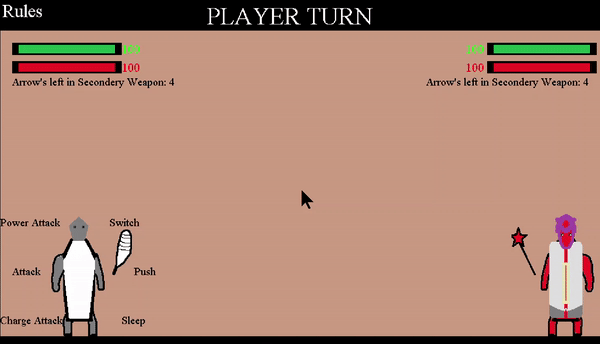 Rules
PLAYER TURN
100
100
100
100
Arrow's left in Secondery Weapon: 4
Arrow's left in Secondery Weapon: 4
Power Attack
Switch
Attack
Push
Charge Attack
Sleep